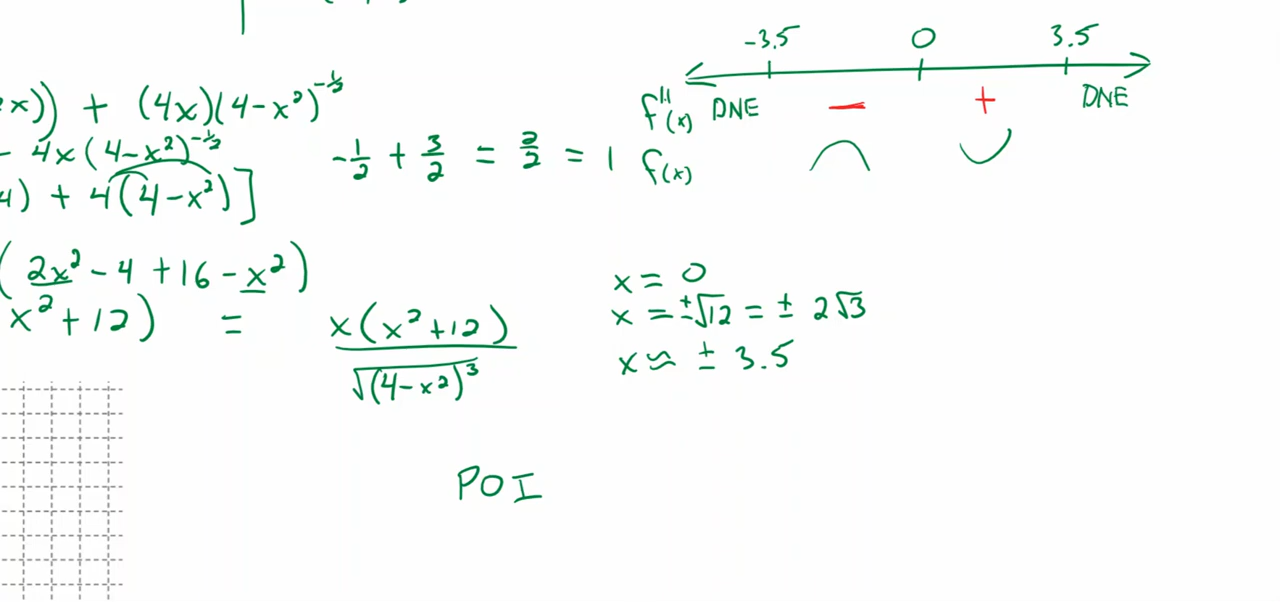 -3.5 0 3.5
x)) + (4x)(4-x²)^-½
f''(x) DNE − + DNE
- 4x(4-x²)^-½
-½ + 3/2 = 2/2 = 1
f(x)
4) + 4(4-x²)]
(2x² - 4 + 16 - x²)
x² + 12) = x(x²+12) / √(4-x²)³
x = 0
x = ±√12 = ± 2√3
x ≈ ± 3.5
POI